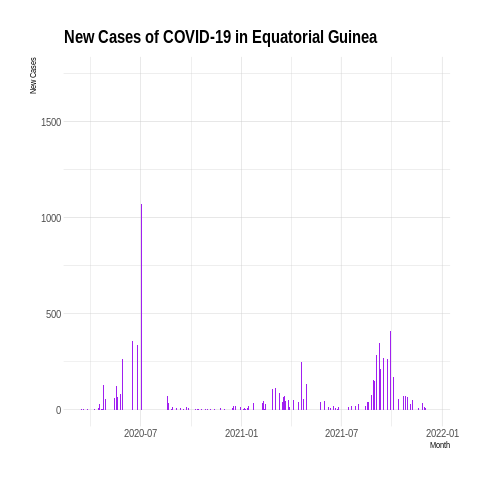 New Cases of COVID-19 in Equatorial Guinea
New Cases
1500
1000
500
0
2020-07
2021-01
2021-07
2022-01
Month